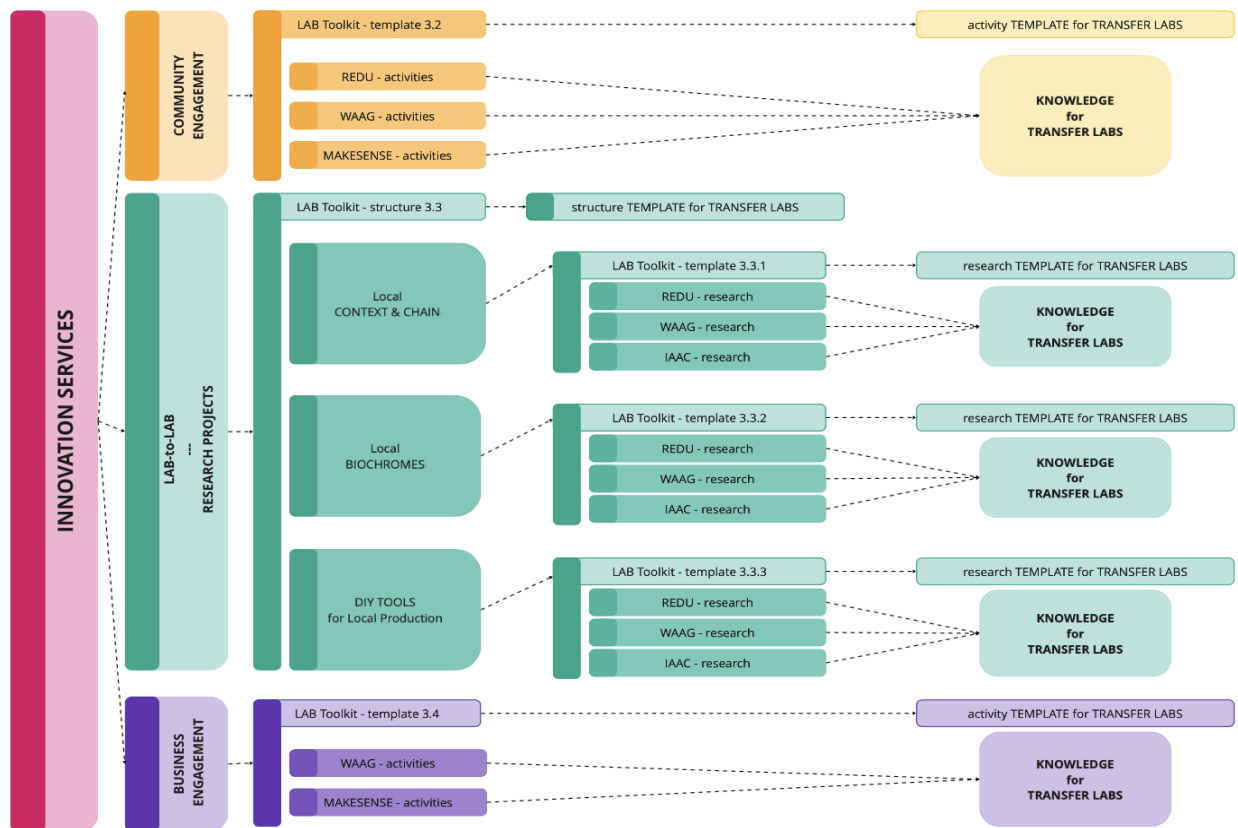 INNOVATION SERVICES
COMMUNITY
ENGAGEMENT
LAB Toolkit - template 3.2
activity TEMPLATE for TRANSFER LABS
REDU - activities
WAAG - activities
MAKESENSE - activities
KNOWLEDGE
for
TRANSFER LABS
LAB-to-LAB
---
RESEARCH PROJECTS
LAB Toolkit - structure 3.3
structure TEMPLATE for TRANSFER LABS
Local
CONTEXT & CHAIN
LAB Toolkit - template 3.3.1
research TEMPLATE for TRANSFER LABS
REDU - research
WAAG - research
IAAC - research
KNOWLEDGE
for
TRANSFER LABS
Local
BIOCHROMES
LAB Toolkit - template 3.3.2
research TEMPLATE for TRANSFER LABS
REDU - research
WAAG - research
IAAC - research
KNOWLEDGE
for
TRANSFER LABS
DIY TOOLS
for Local Production
LAB Toolkit - template 3.3.3
research TEMPLATE for TRANSFER LABS
REDU - research
WAAG - research
IAAC - research
KNOWLEDGE
for
TRANSFER LABS
BUSINESS
ENGAGEMENT
LAB Toolkit - template 3.4
activity TEMPLATE for TRANSFER LABS
WAAG - activities
MAKESENSE - activities
KNOWLEDGE
for
TRANSFER LABS